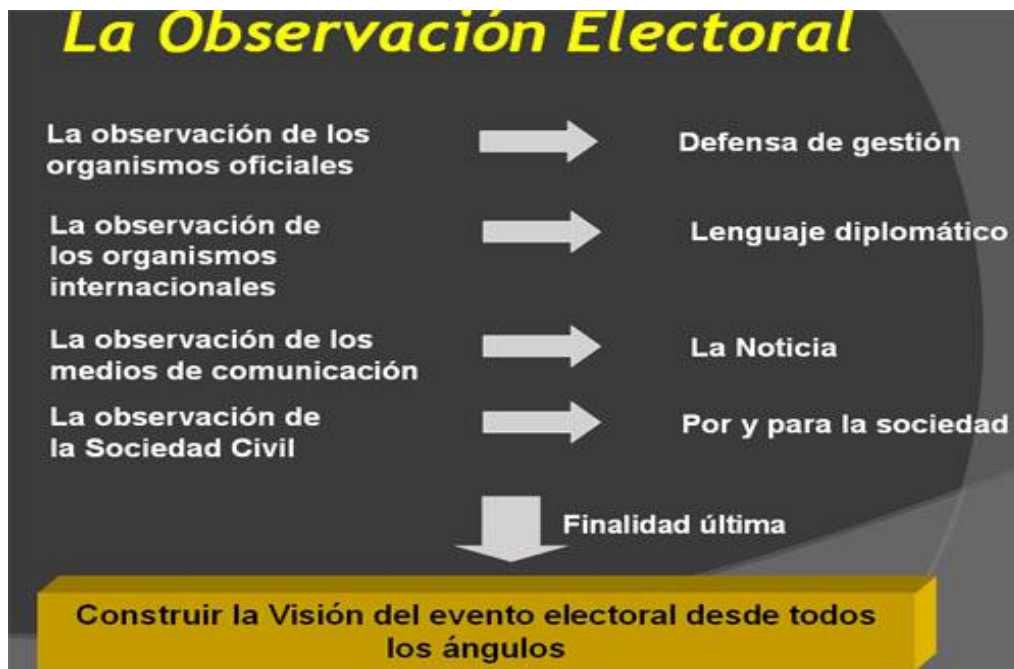 La Observación Electoral
La observación de los
organismos oficiales
Defensa de gestión
La observación de
los organismos
internacionales
Lenguaje diplomático
La observación de los
medios de comunicación
La Noticia
La observación de
la Sociedad Civil
Por y para la sociedad
Finalidad última
Construir la Visión del evento electoral desde todos
los ángulos